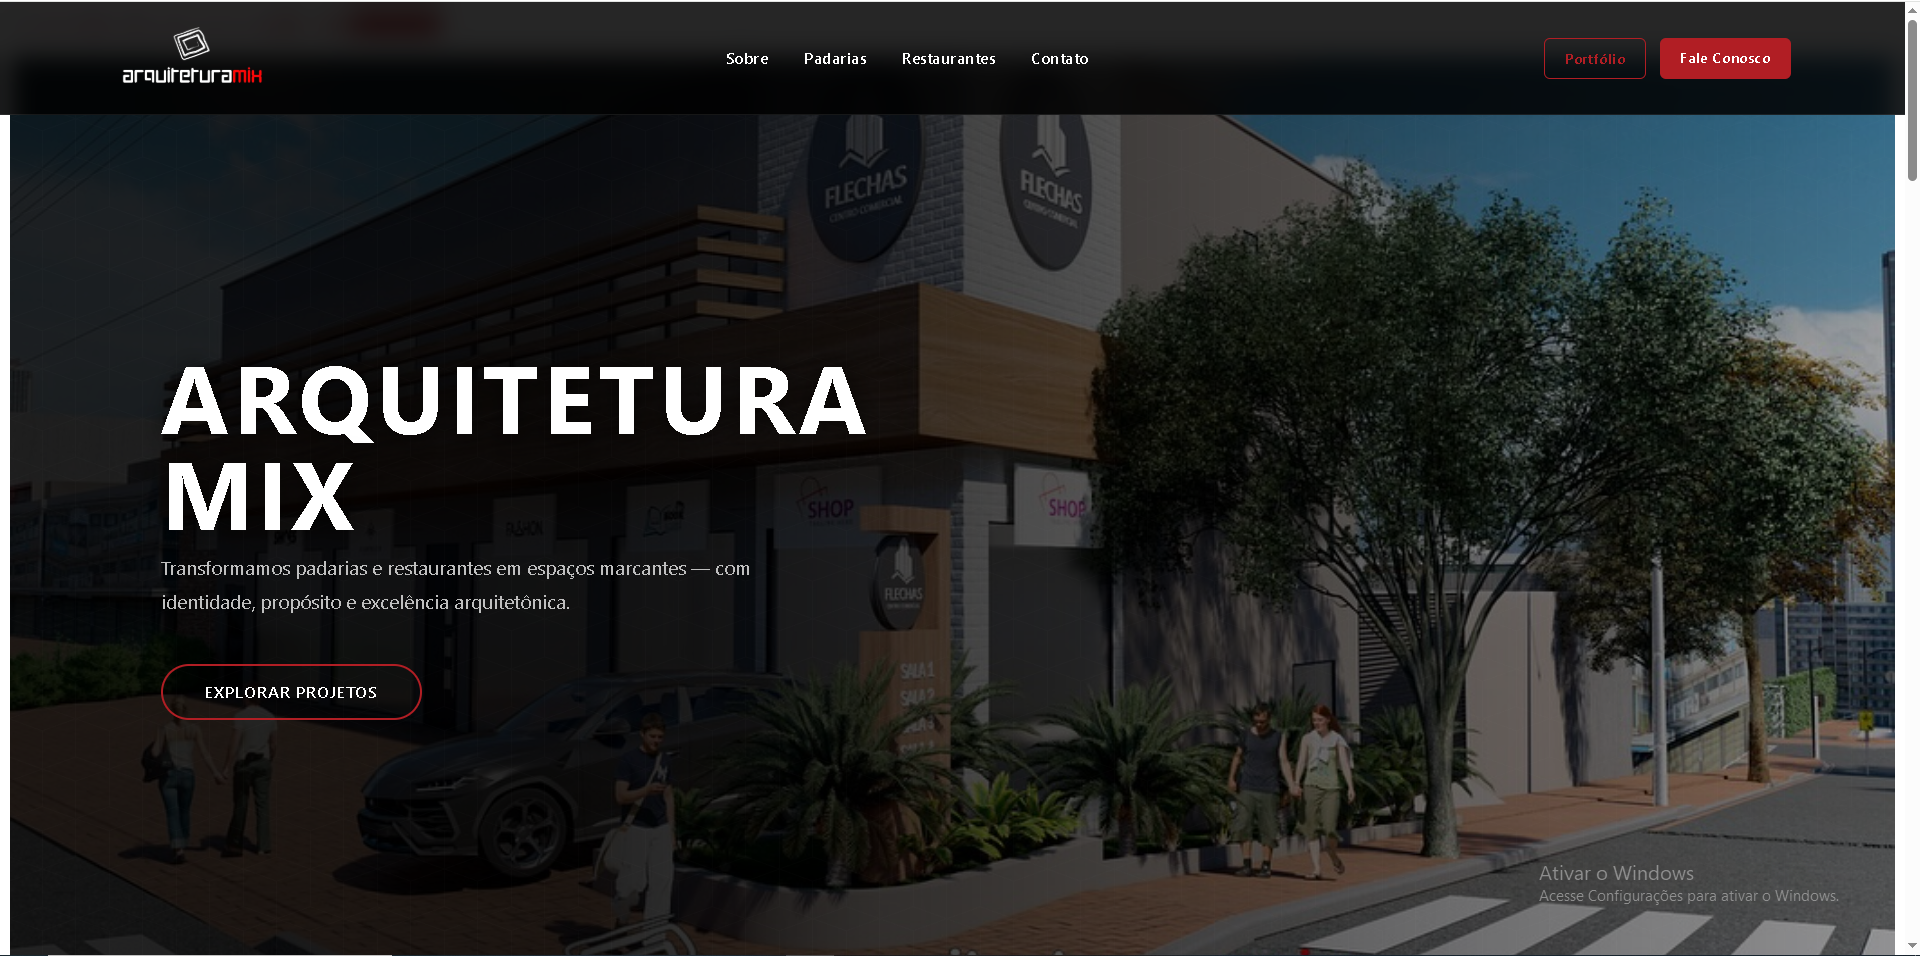 arquiteturamix
Sobre
Padarias
Restaurantes
Contato
Portfólio
Fale Conosco
FLECHAS
CENTRO COMERCIAL
FLECHAS
CENTRO COMERCIAL
ARQUITETURA
MIX
Transformamos padarias e restaurantes em espaços marcantes — com
identidade, propósito e excelência arquitetônica.
EXPLORAR PROJETOS
FASHION
SHOP
SHOP
FLECHAS
SALA 1
SALA 2
Ativar o Windows
Acesse Configurações para ativar o Windows.